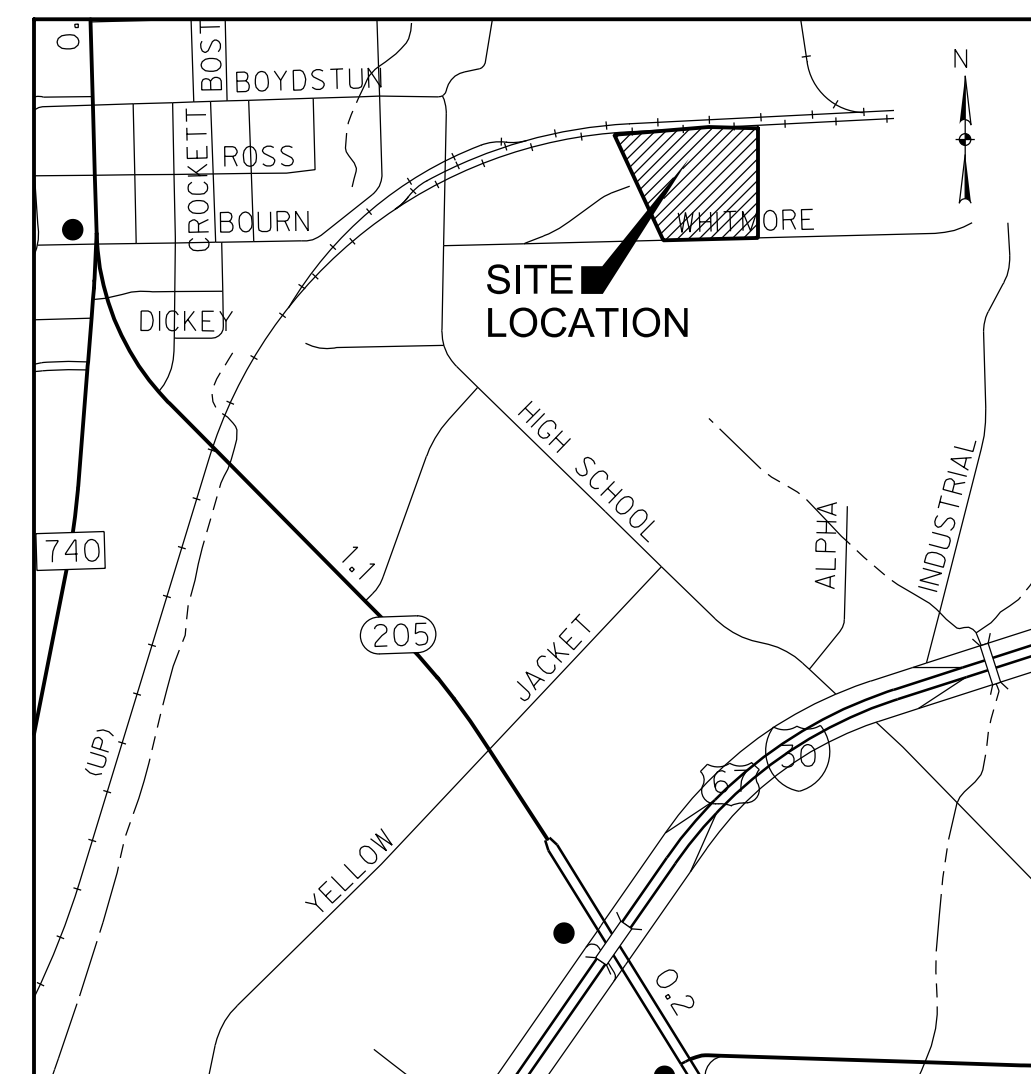 0.
BOST
BOYDSTUN
N
CROCKETT
ROSS
BOURN
WHITMORE
SITE
LOCATION
DICKEY
HIGH SCHOOL
INDUSTRIAL
ALPHA
740
1.1
205
JACKET
(UP)
67
30
YELLOW
0.2